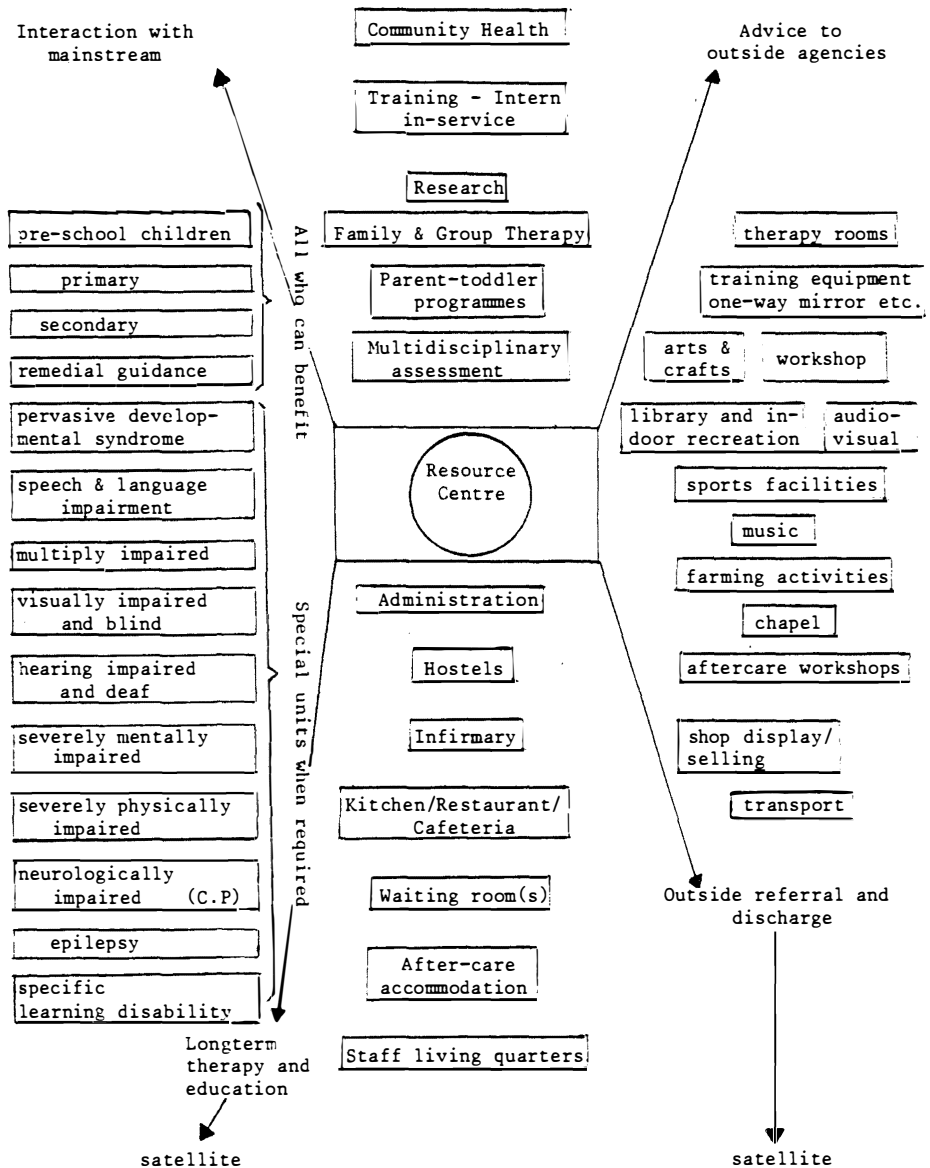 Interaction with
mainstream
Community Health
Advice to
outside agencies
Training - Intern
in-service
Research
Family & Group Therapy
Parent-toddler
programmes
Multidisciplinary
assessment
pre-school children
primary
secondary
remedial guidance
All who can benefit
pervasive develop-
mental syndrome
speech & language
impairment
multiply impaired
visually impaired
and blind
hearing impaired
and deaf
severely mentally
impaired
severely physically
impaired
neurologically
impaired (C.P)
epilepsy
specific
learning disability
Special units when required
Resource
Centre
therapy rooms
training equipment
one-way mirror etc.
arts &
crafts
workshop
library and in-
door recreation
audio-
visual
sports facilities
music
farming activities
chapel
aftercare workshops
shop display/
selling
transport
Administration
Hostels
Infirmary
Kitchen/Restaurant/
Cafeteria
Waiting room(s)
After-care
accommodation
Staff living quarters
Longterm
therapy and
education
satellite
Outside referral and
discharge
satellite